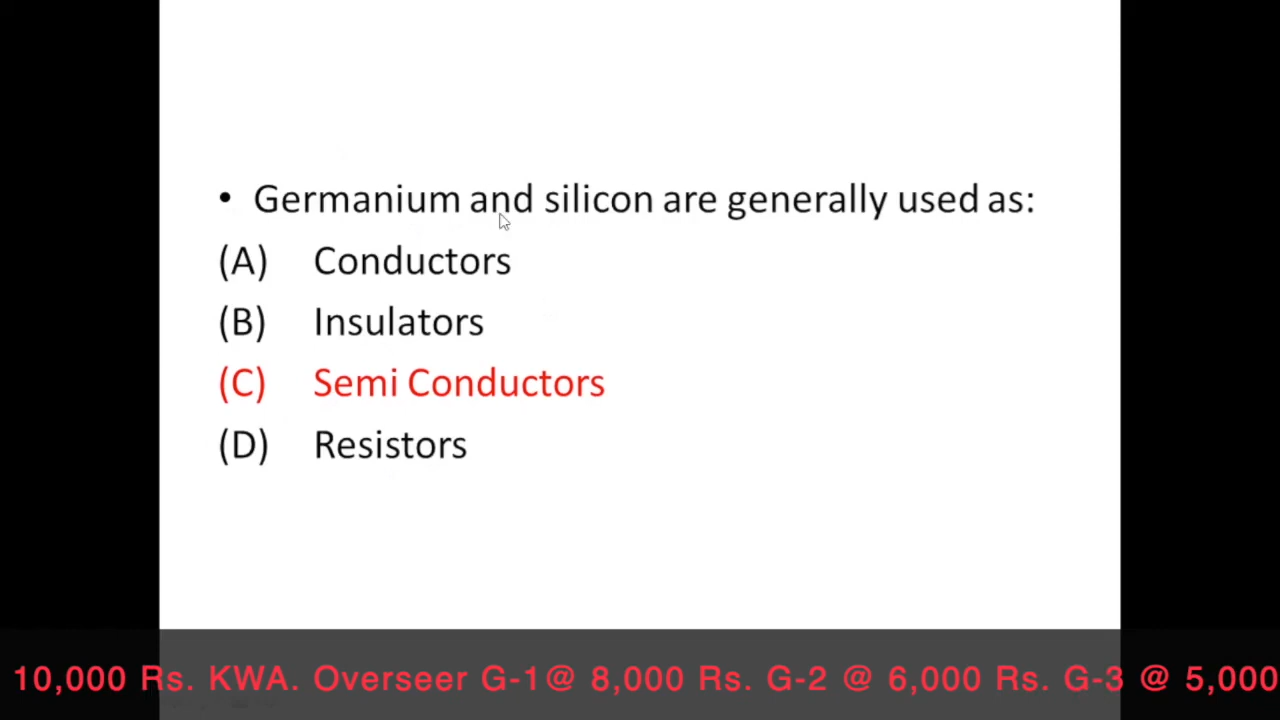 • Germanium and silicon are generally used as:
(A) Conductors
(B) Insulators
(C) Semi Conductors
(D) Resistors
10,000 Rs. KWA. Overseer G-1@ 8,000 Rs. G-2 @ 6,000 Rs. G-3 @ 5,000